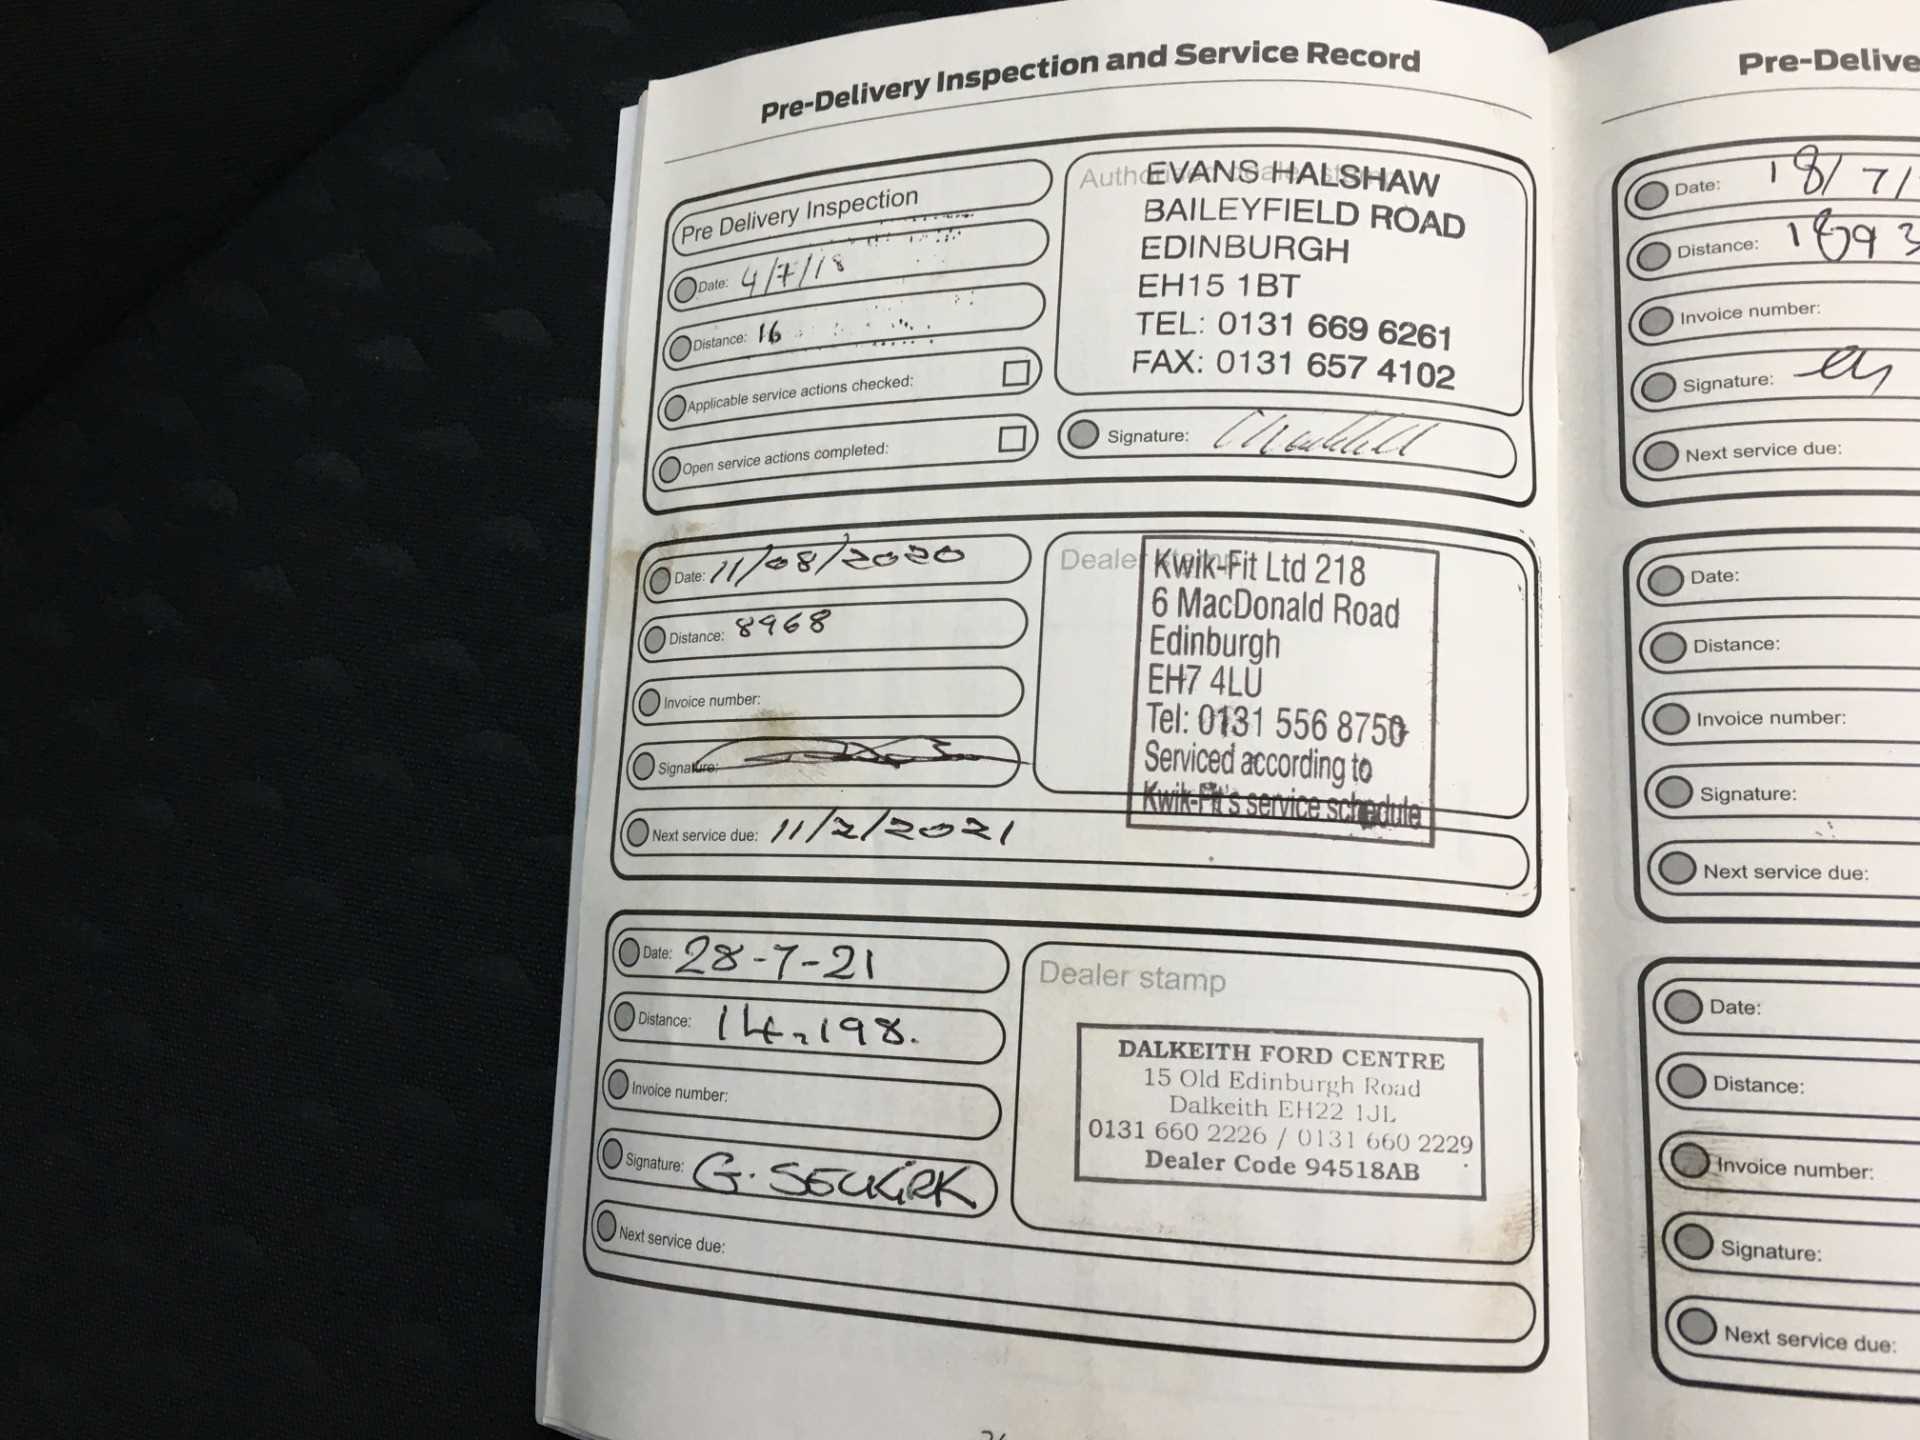 Pre-Delivery Inspection and Service Record
Pre Delivery Inspection
Date: 4/7/18
Distance: 16
Applicable service actions checked:
Open service actions completed:
Authorised dealer stamp
EVANS HALSHAW
BAILEYFIELD ROAD
EDINBURGH
EH15 1BT
TEL: 0131 669 6261
FAX: 0131 657 4102
Signature:
Date: 11/08/2020
Distance: 8968
Invoice number:
Signature:
Next service due: 11/2/2021
Dealer stamp
Kwik-Fit Ltd 218
6 MacDonald Road
Edinburgh
EH7 4LU
Tel: 0131 556 8750
Serviced according to
Kwik-Fit's service schedule
Date: 28-7-21
Distance: 14,198.
Invoice number:
Signature: G. SELKIRK
Next service due:
Dealer stamp
DALKEITH FORD CENTRE
15 Old Edinburgh Road
Dalkeith EH22 1JL
0131 660 2226 / 0131 660 2229
Dealer Code 94518AB
Pre-Delive
Date: 18/7/
Distance: 1893
Invoice number:
Signature:
Next service due:
Date:
Distance:
Invoice number:
Signature:
Next service due:
Date:
Distance:
Invoice number:
Signature:
Next service due: